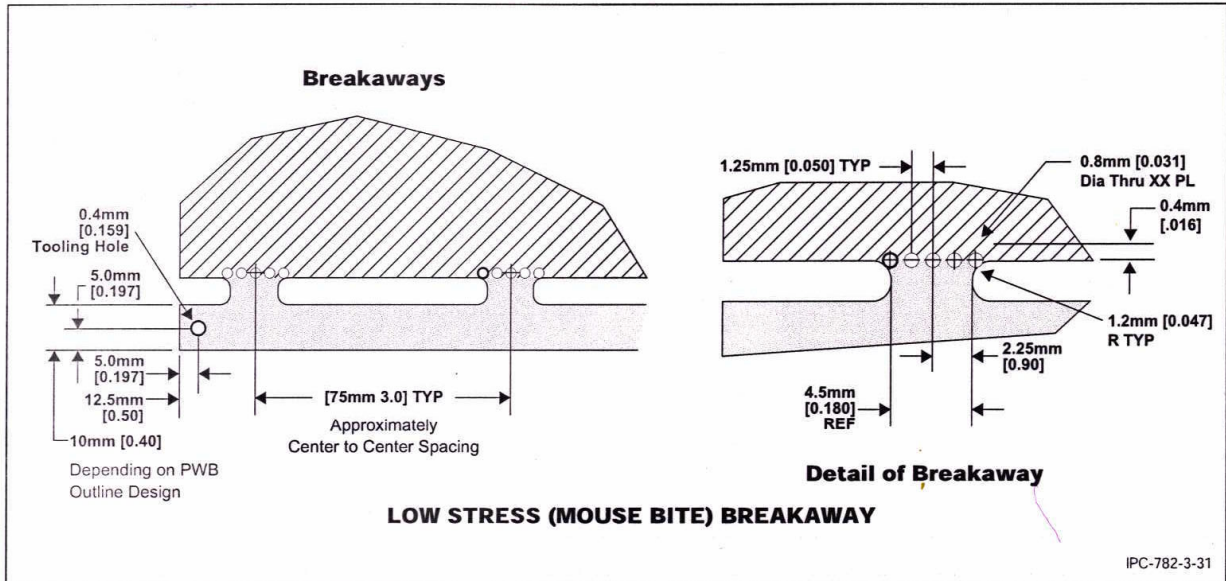 Breakaways
0.4mm
[0.159]
Tooling Hole
5.0mm
[0.197]
5.0mm
[0.197]
12.5mm
[0.50]
10mm [0.40]
Depending on PWB
Outline Design
[75mm 3.0] TYP
Approximately
Center to Center Spacing
1.25mm [0.050] TYP
0.8mm [0.031]
Dia Thru XX PL
0.4mm
[.016]
1.2mm [0.047]
R TYP
2.25mm
[0.90]
4.5mm
[0.180]
REF
Detail of Breakaway
LOW STRESS (MOUSE BITE) BREAKAWAY
IPC-782-3-31